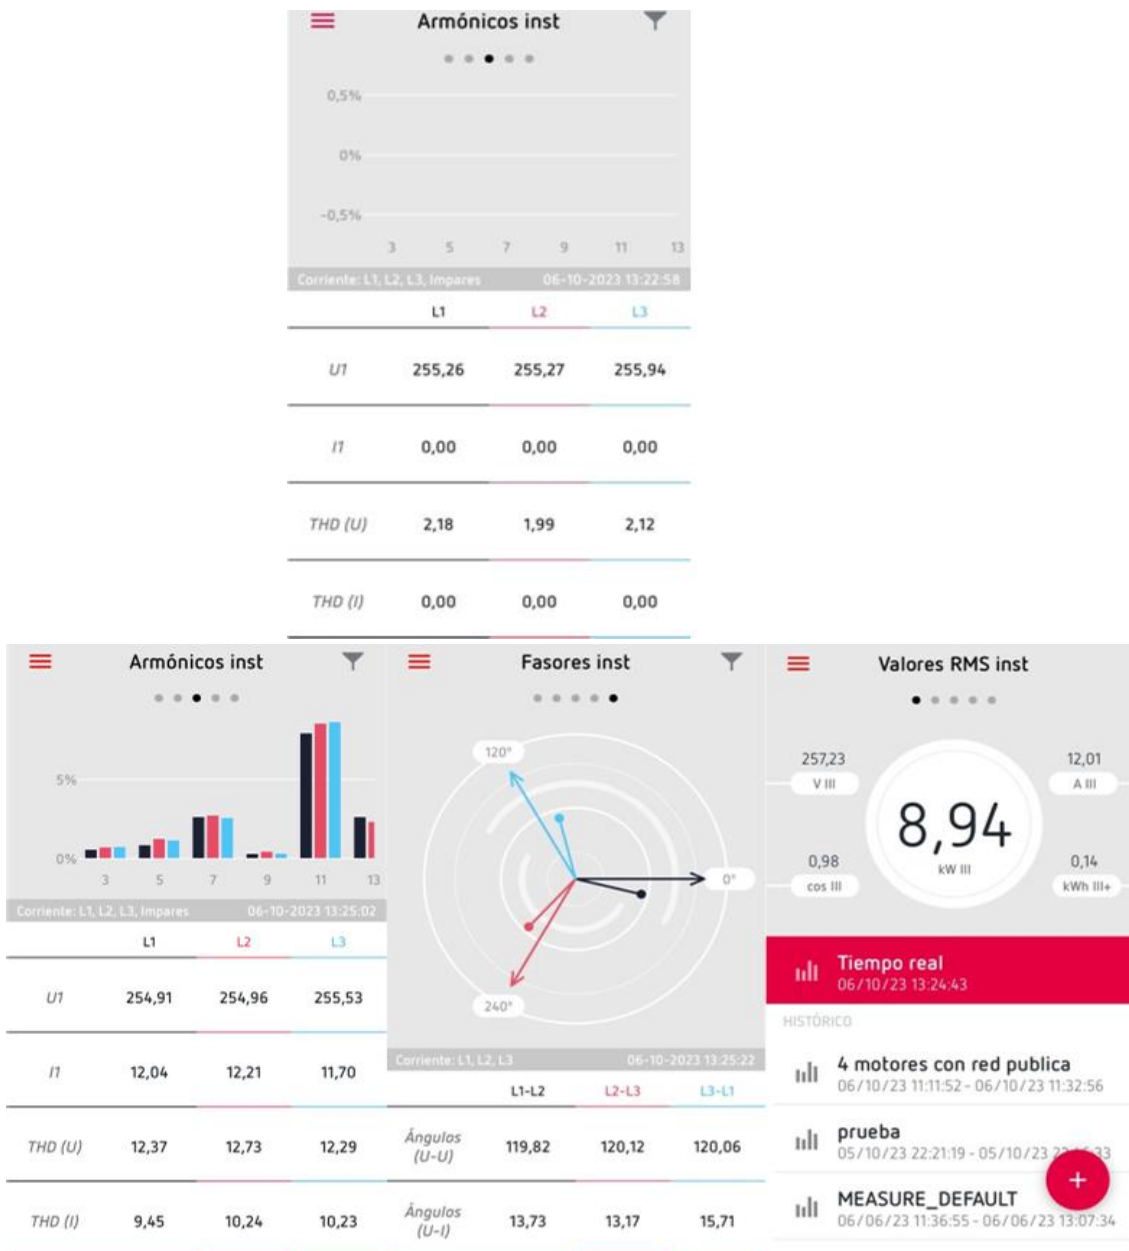 Armónicos inst
0,5%
0%
-0,5%
3 5 7 9 11 13
Corriente: L1, L2, L3, Impares 06-10-2023 13:22:58
L1 L2 L3
U1 255,26 255,27 255,94
I1 0,00 0,00 0,00
THD (U) 2,18 1,99 2,12
THD (I) 0,00 0,00 0,00
Armónicos inst
5%
0%
3 5 7 9 11 13
Corriente: L1, L2, L3, Impares 06-10-2023 13:25:02
L1 L2 L3
U1 254,91 254,96 255,53
I1 12,04 12,21 11,70
THD (U) 12,37 12,73 12,29
THD (I) 9,45 10,24 10,23
Fasores inst
120°
0°
240°
Corriente: L1, L2, L3 06-10-2023 13:25:22
L1-L2 L2-L3 L3-L1
Ángulos
(U-U) 119,82 120,12 120,06
Ángulos
(U-I) 13,73 13,17 15,71
Valores RMS inst
257,23 12,01
V III A III
8,94
kW III
0,98 0,14
cos III kWh III+
Tiempo real
06/10/23 13:24:43
HISTÓRICO
4 motores con red publica
06/10/23 11:11:52 - 06/10/23 11:32:56
prueba
05/10/23 22:21:19 - 05/10/23
+
MEASURE_DEFAULT
06/06/23 11:36:55 - 06/06/23 13:07:34